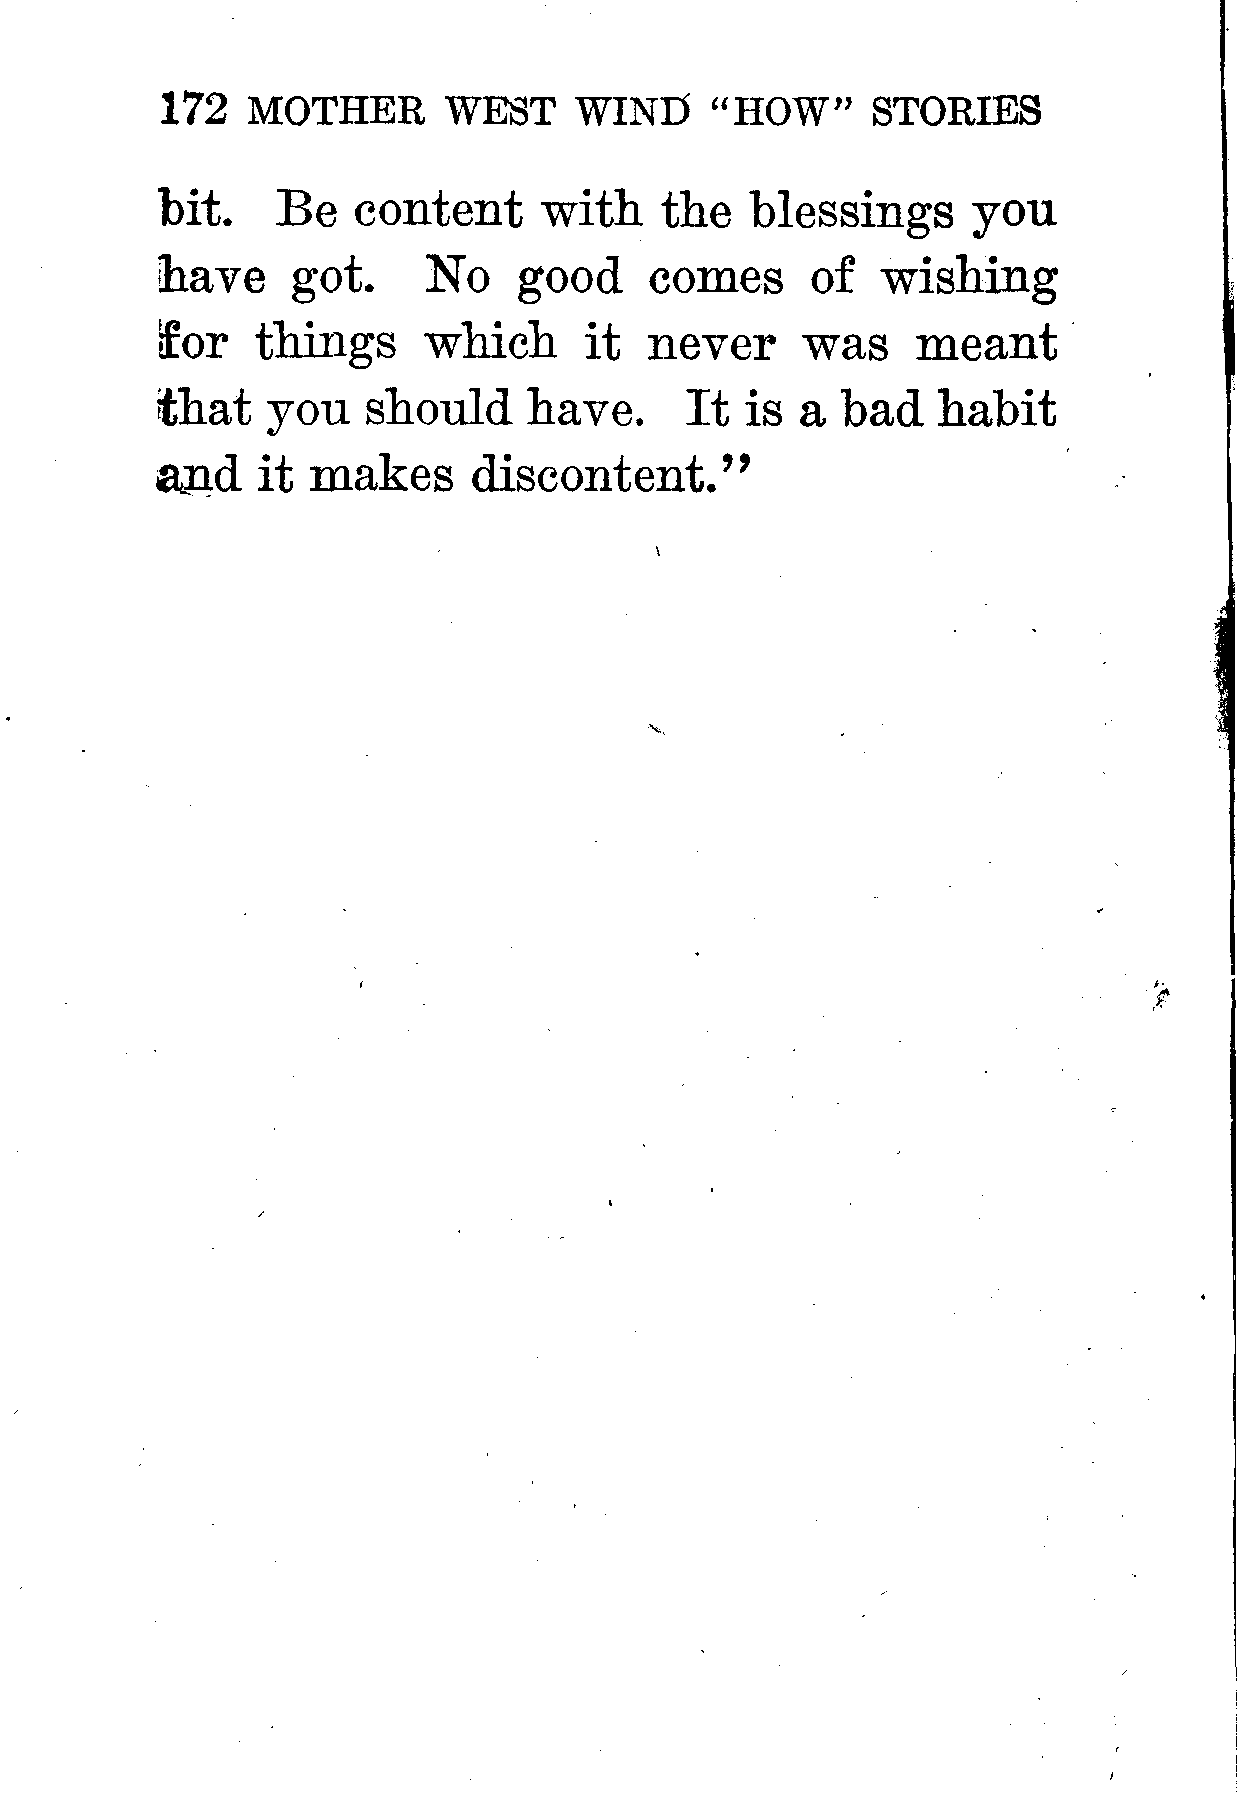 172 MOTHER WEST WIND "HOW" STORIES
bit. Be content with the blessings you
have got. No good comes of wishing
for things which it never was meant
that you should have. It is a bad habit
and it makes discontent."